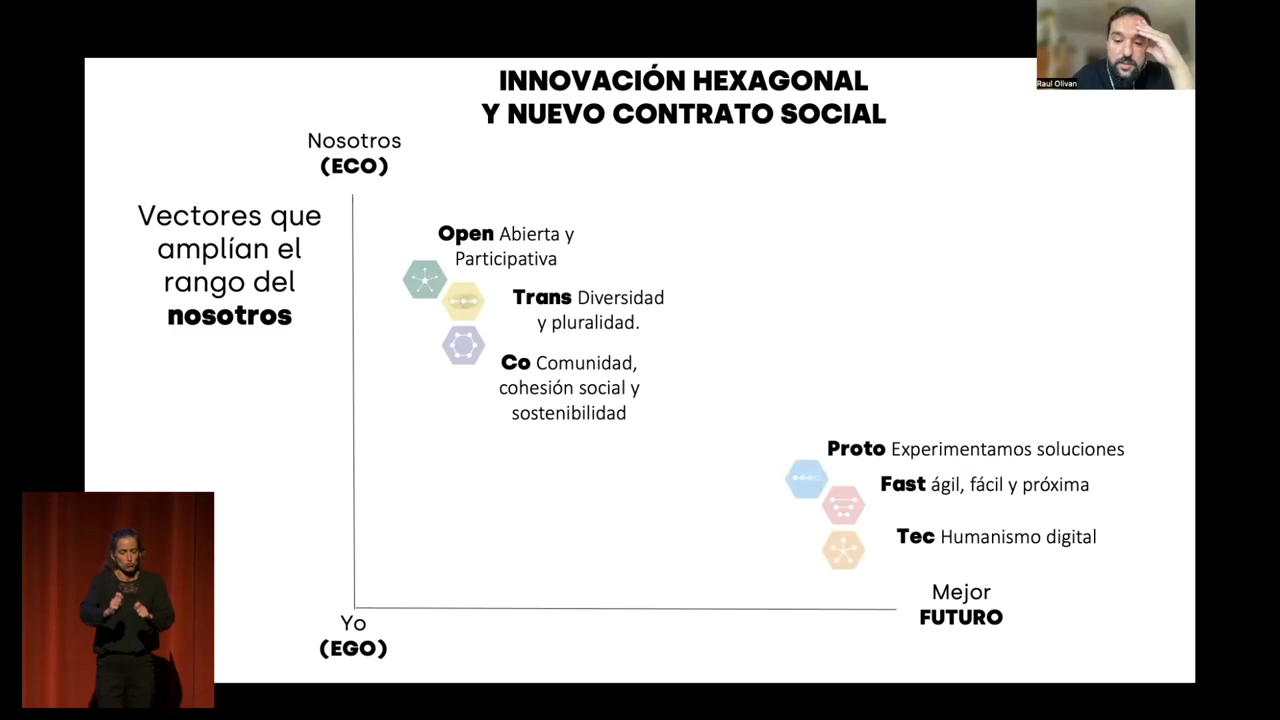 INNOVACIÓN HEXAGONAL
Y NUEVO CONTRATO SOCIAL
Raul Olivan
Nosotros
(ECO)
Vectores que
amplían el
rango del
nosotros
Open Abierta y
Participativa
Trans Diversidad
y pluralidad.
Co Comunidad,
cohesión social y
sostenibilidad
Proto Experimentamos soluciones
Fast ágil, fácil y próxima
Tec Humanismo digital
Mejor
FUTURO
Yo
(EGO)